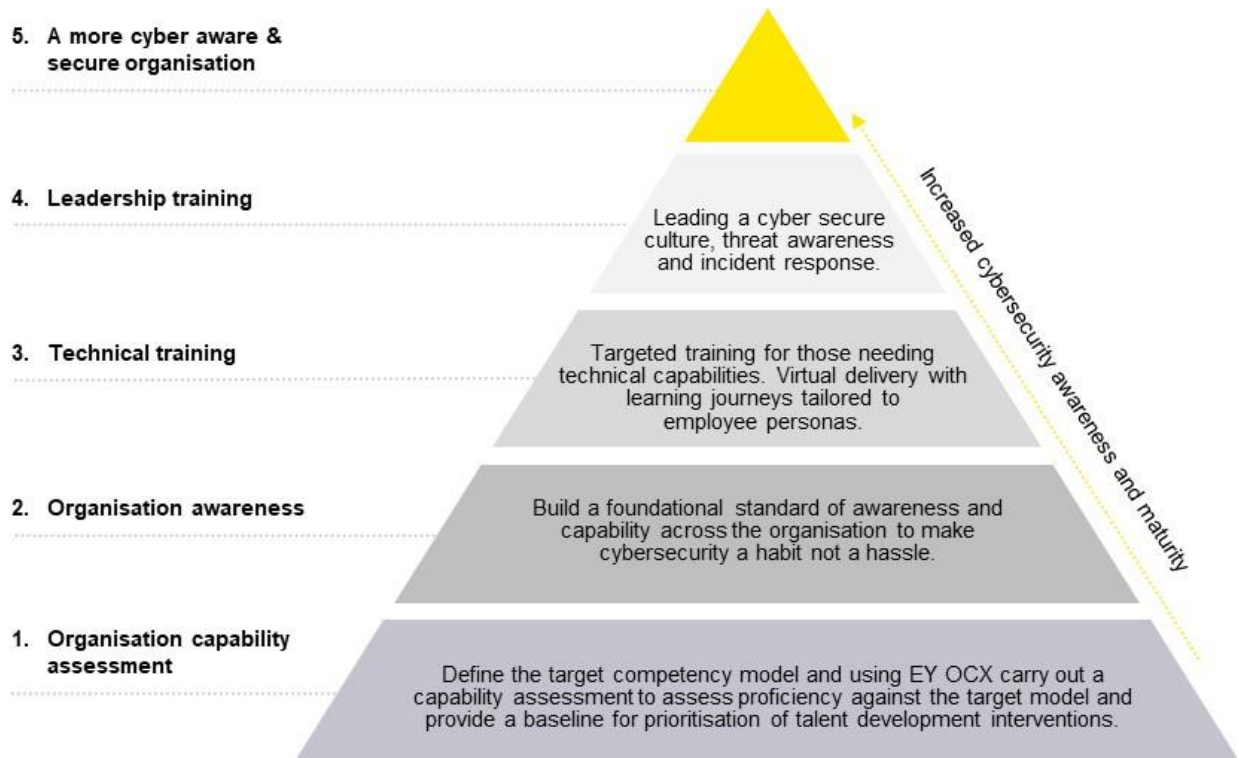 5. A more cyber aware &
secure organisation
4. Leadership training
Leading a cyber secure
culture, threat awareness
and incident response.
3. Technical training
Targeted training for those needing
technical capabilities. Virtual delivery with
learning journeys tailored to
employee personas.
2. Organisation awareness
Build a foundational standard of awareness and
capability across the organisation to make
cybersecurity a habit not a hassle.
1. Organisation capability
assessment
Define the target competency model and using EY OCX carry out a
capability assessment to assess proficiency against the target model and
provide a baseline for prioritisation of talent development interventions.
Increased cybersecurity awareness and maturity